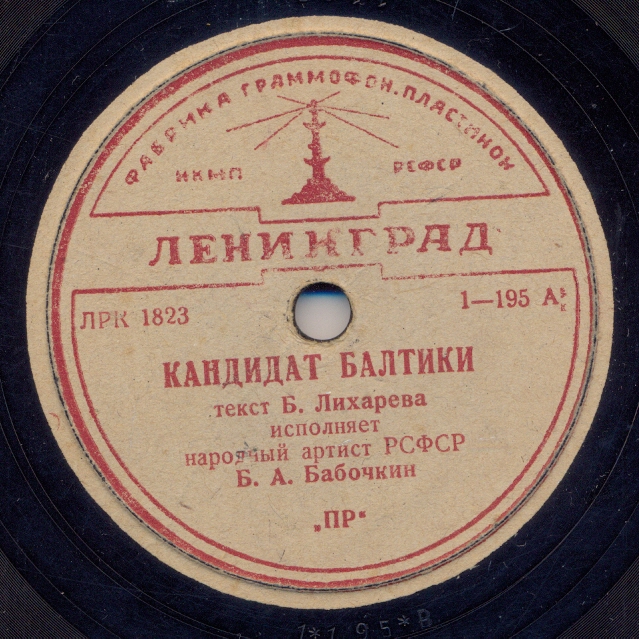 ФАБРИКА ГРАММОФОН. ПЛАСТИНОК
НКМП РСФСР
ЛЕНИНГРАД
ЛРК 1823
1—195 А
КАНДИДАТ БАЛТИКИ
текст Б. Лихарева
исполняет
народный артист РСФСР
Б. А. Бабочкин
„ПР“
1*195*В